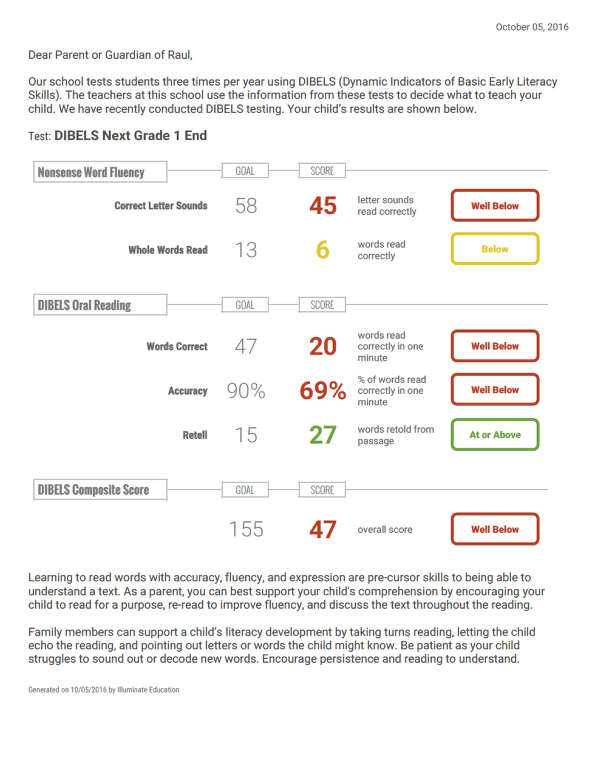 October 05, 2016
Dear Parent or Guardian of Raul,
Our school tests students three times per year using DIBELS (Dynamic Indicators of Basic Early Literacy
Skills). The teachers at this school use the information from these tests to decide what to teach your
child. We have recently conducted DIBELS testing. Your child's results are shown below.
Test: DIBELS Next Grade 1 End
Nonsense Word Fluency GOAL SCORE
Correct Letter Sounds 58 45 letter sounds
read correctly Well Below
Whole Words Read 13 6 words read
correctly Below
DIBELS Oral Reading GOAL SCORE
Words Correct 47 20 words read
correctly in one
minute Well Below
Accuracy 90% 69% % of words read
correctly in one
minute Well Below
Retell 15 27 words retold from
passage At or Above
DIBELS Composite Score GOAL SCORE
155 47 overall score Well Below
Learning to read words with accuracy, fluency, and expression are pre-cursor skills to being able to
understand a text. As a parent, you can best support your child's comprehension by encouraging your
child to read for a purpose, re-read to improve fluency, and discuss the text throughout the reading.
Family members can support a child's literacy development by taking turns reading, letting the child
echo the reading, and pointing out letters or words the child might know. Be patient as your child
struggles to sound out or decode new words. Encourage persistence and reading to understand.
Generated on 10/05/2016 by Illuminate Education